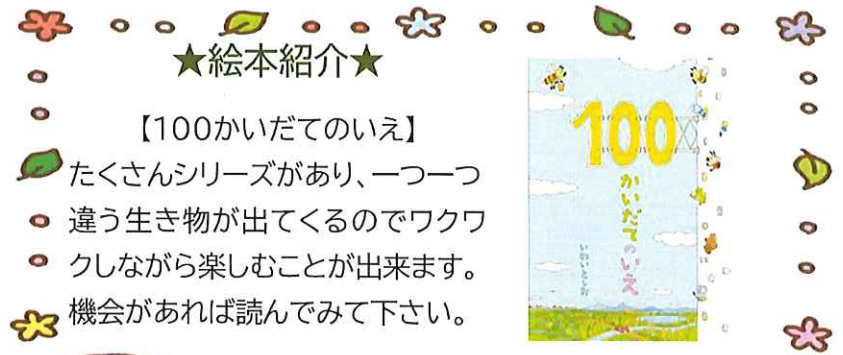 ★絵本紹介★
【100かいだてのいえ】
たくさんシリーズがあり、一つ一つ
違う生き物が出てくるのでワクワ
クしながら楽しむことが出来ます。
機会があれば読んでみて下さい。
100
かいだてのいえ
いわいとしお